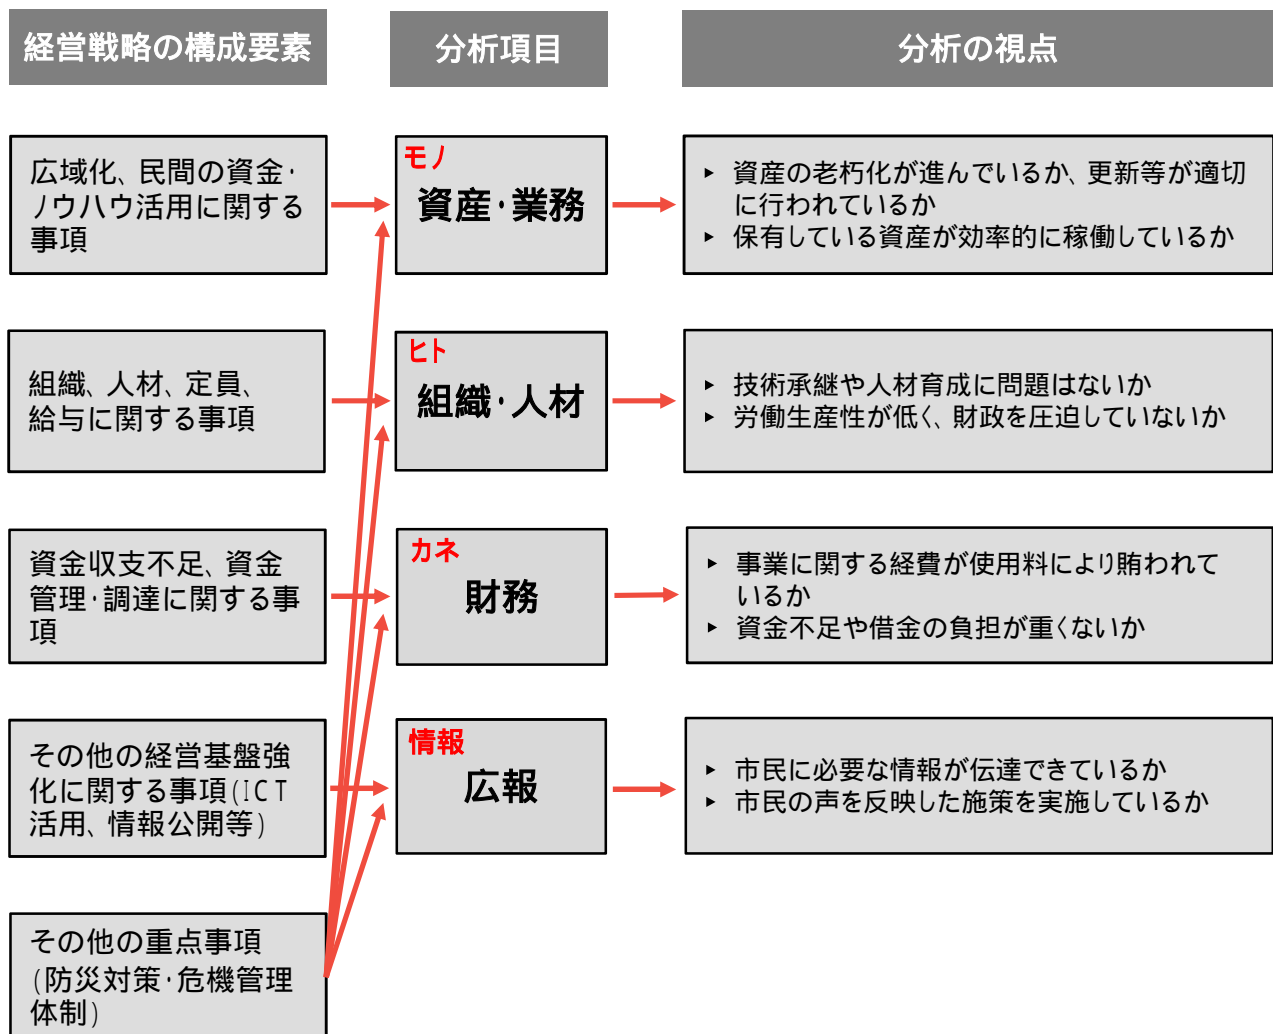 経営戦略の構成要素
分析項目
分析の視点
広域化、民間の資金・
ノウハウ活用に関する
事項
モノ
資産・業務
▶ 資産の老朽化が進んでいるか、更新等が適切
に行われているか
▶ 保有している資産が効率的に稼働しているか
組織、人材、定員、
給与に関する事項
ヒト
組織・人材
▶ 技術承継や人材育成に問題はないか
▶ 労働生産性が低く、財政を圧迫していないか
資金収支不足、資金
管理・調達に関する事
項
カネ
財務
▶ 事業に関する経費が使用料により賄われて
いるか
▶ 資金不足や借金の負担が重くないか
その他の経営基盤強
化に関する事項(ICT
活用、情報公開等)
情報
広報
▶ 市民に必要な情報が伝達できているか
▶ 市民の声を反映した施策を実施しているか
その他の重点事項
(防災対策・危機管理
体制)